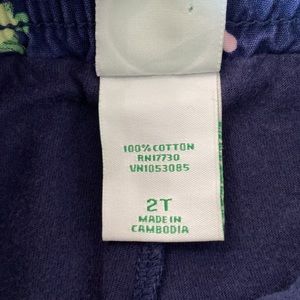 100% COTTON
RN17730
VN1053085
2T
MADE IN
CAMBODIA